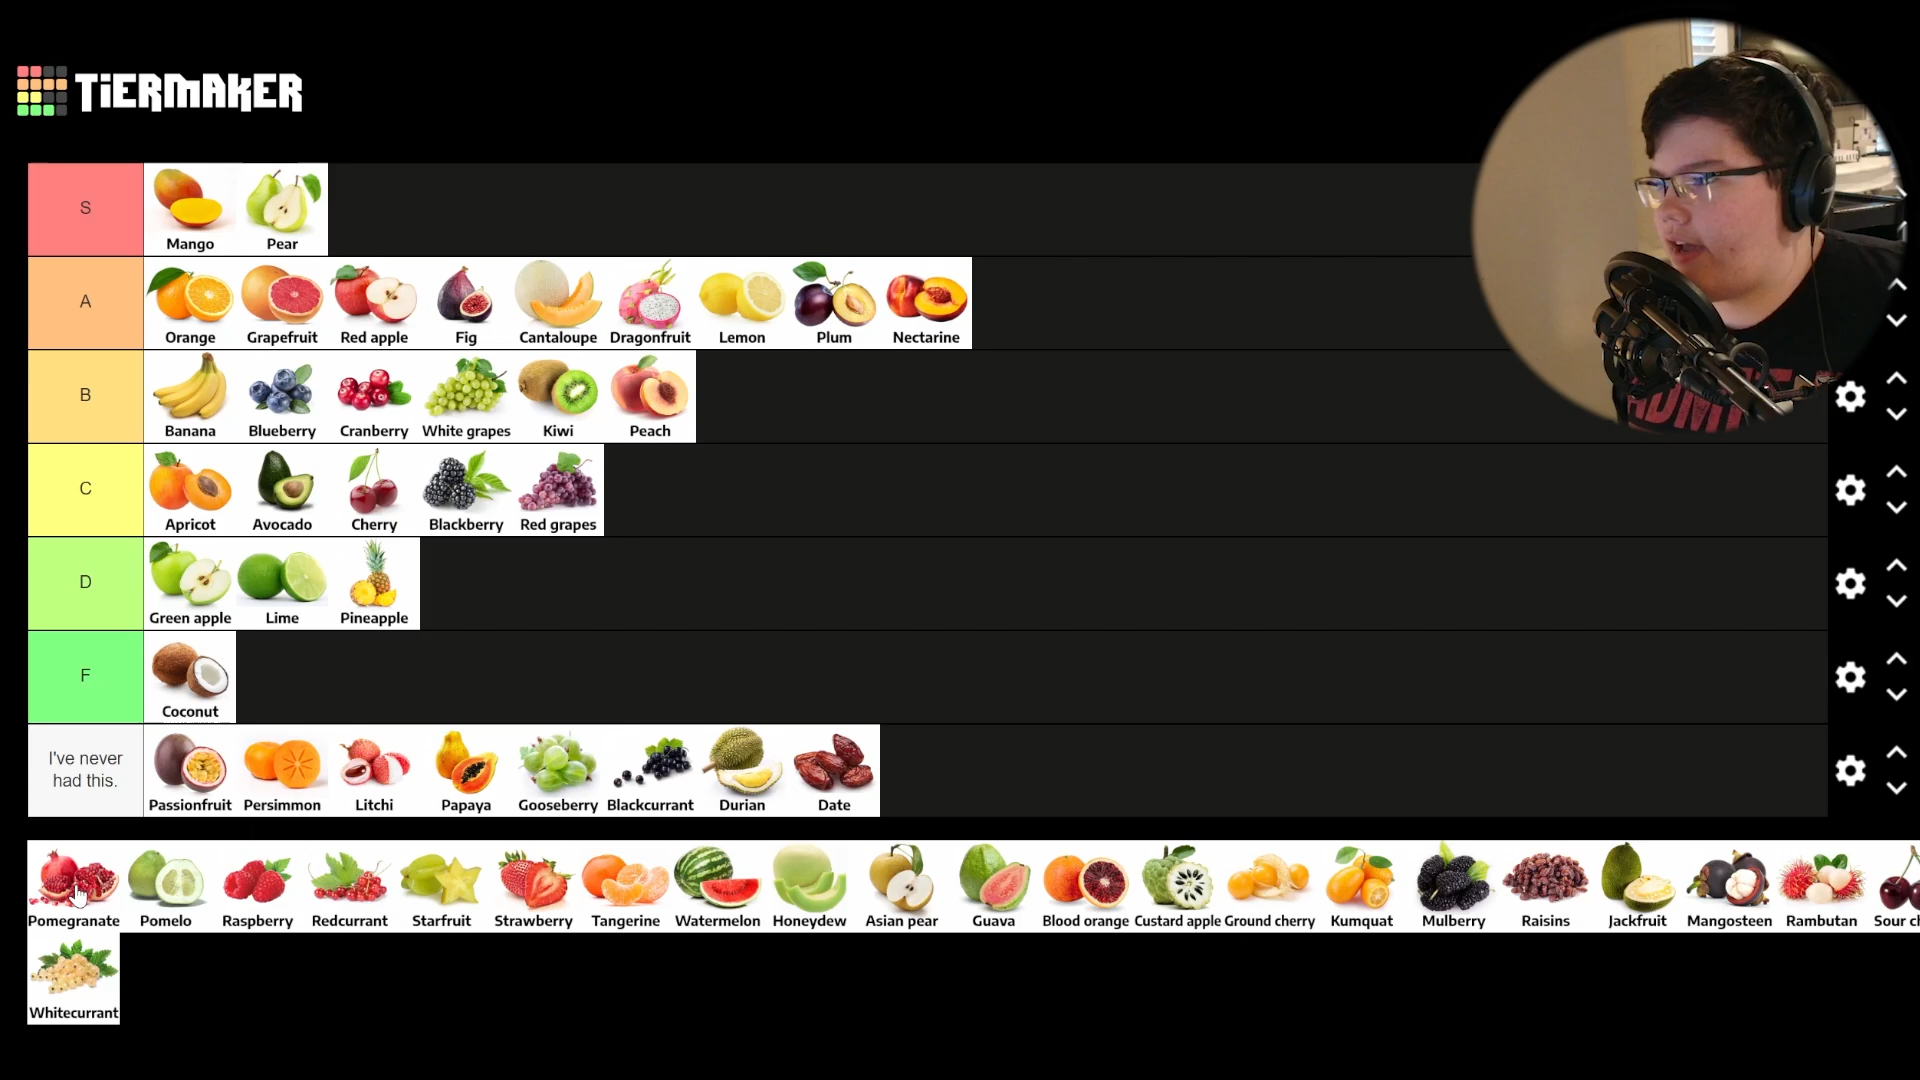 TiERMAKER
S
Mango Pear
A
Orange Grapefruit Red apple Fig Cantaloupe Dragonfruit Lemon Plum Nectarine
B
Banana Blueberry Cranberry White grapes Kiwi Peach
C
Apricot Avocado Cherry Blackberry Red grapes
D
Green apple Lime Pineapple
F
Coconut
I've never
had this.
Passionfruit Persimmon Litchi Papaya Gooseberry Blackcurrant Durian Date
Pomegranate Pomelo Raspberry Redcurrant Starfruit Strawberry Tangerine Watermelon Honeydew Asian pear Guava Blood orange Custard apple Ground cherry Kumquat Mulberry Raisins Jackfruit Mangosteen Rambutan Sour
Whitecurrant